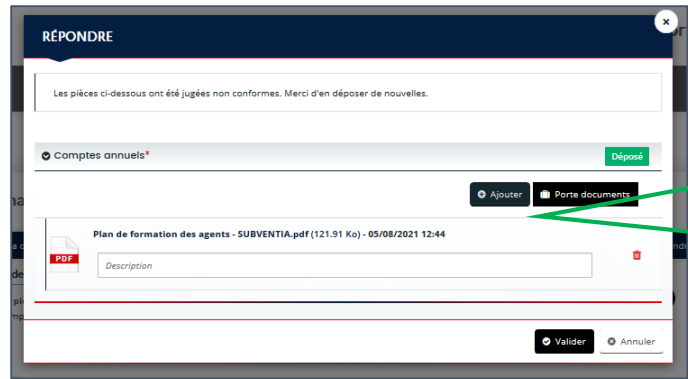 RÉPONDRE
Les pièces ci-dessous ont été jugées non conformes. Merci d'en déposer de nouvelles.
Comptes annuels*
Déposé
Ajouter
Porte documents
Plan de formation des agents - SUBVENTIA.pdf (121.91 Ko) - 05/08/2021 12:44
PDF
Description
Valider
Annuler